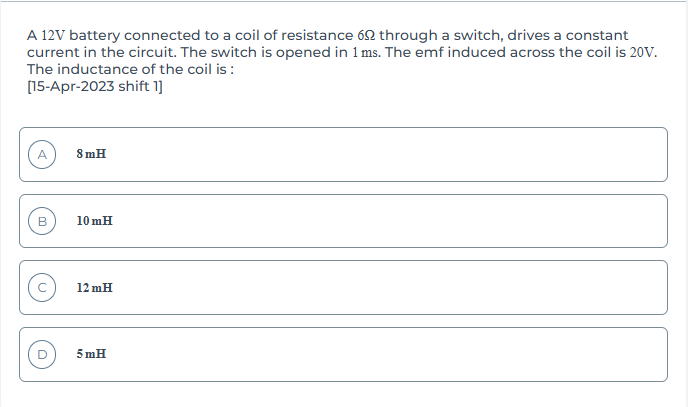 A 12V battery connected to a coil of resistance 6Ω through a switch, drives a constant
current in the circuit. The switch is opened in 1 ms. The emf induced across the coil is 20V.
The inductance of the coil is :
[15-Apr-2023 shift 1]
A 8 mH
B 10 mH
C 12 mH
D 5 mH